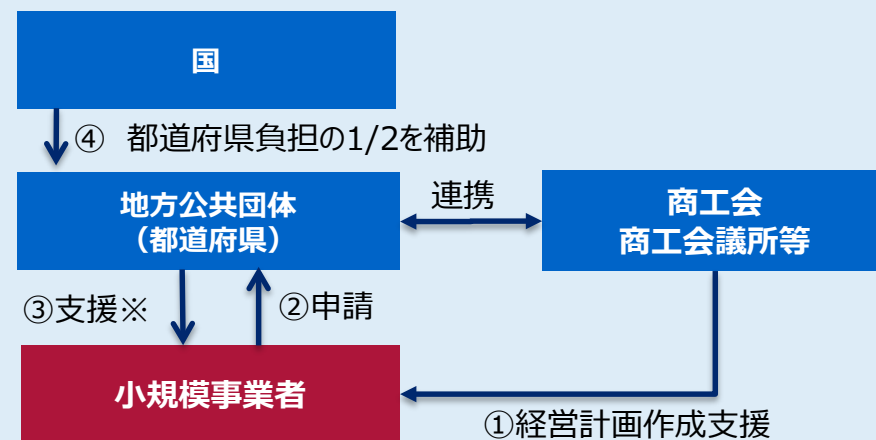 国
④ 都道府県負担の1/2を補助
地方公共団体
（都道府県）
連携
商工会
商工会議所等
③支援※
②申請
小規模事業者
①経営計画作成支援